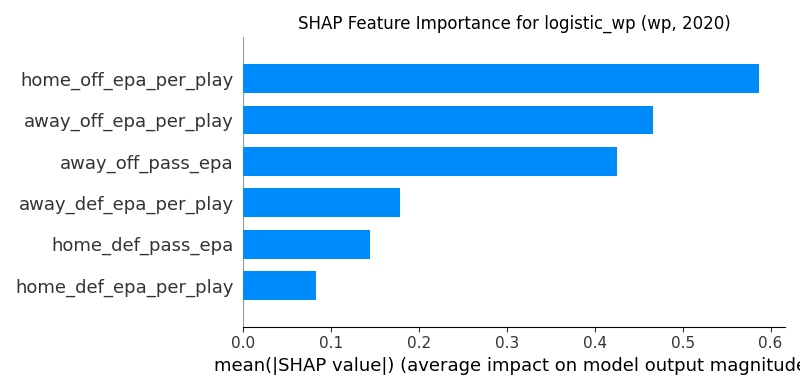 SHAP Feature Importance for logistic_wp (wp, 2020)
home_off_epa_per_play
away_off_epa_per_play
away_off_pass_epa
away_def_epa_per_play
home_def_pass_epa
home_def_epa_per_play
0.0 0.1 0.2 0.3 0.4 0.5 0.6
mean(|SHAP value|) (average impact on model output magnitude